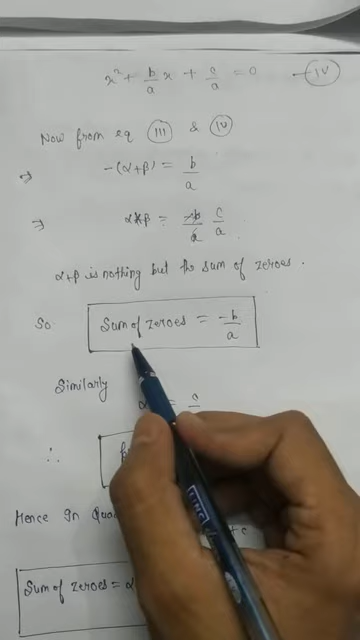 x² + b/a x + c/a = 0 — IV
Now from eq III & IV
⇒ -(α+β) = b/a
⇒ α*β = c/a
α+β is nothing but the sum of zeroes.
So Sum of zeroes = -b/a
Similarly
∴
Hence In
Sum of zeroes =